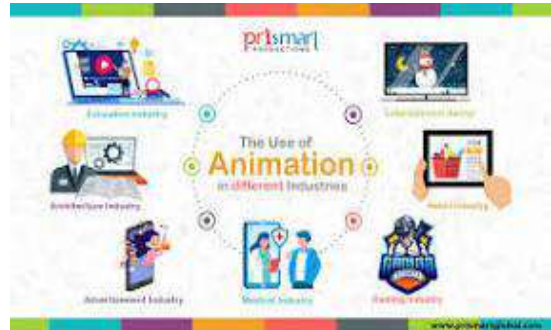 prismart
PRODUCTIONS
Education Industry
Entertainment Industry
The Use of
Animation
in different Industries
Architecture Industry
Retail Industry
Advertisement Industry
Medical Industry
GAMING
Gaming Industry
www.prismartglobal.com